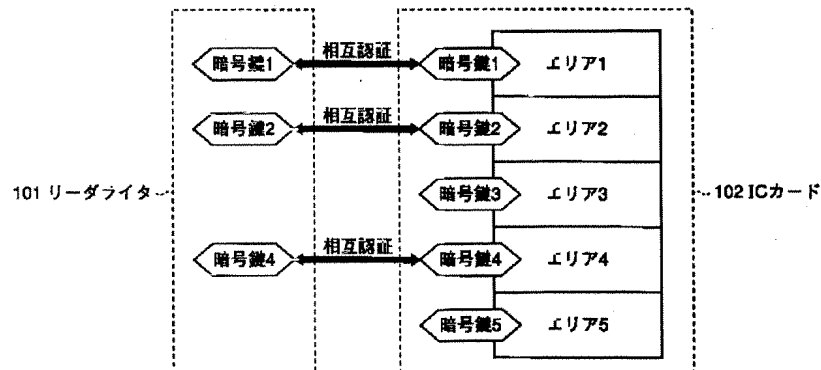 相互認証
暗号鍵1
暗号鍵1
エリア1
相互認証
暗号鍵2
暗号鍵2
エリア2
101 リーダライタ
暗号鍵3
エリア3
102 ICカード
相互認証
暗号鍵4
暗号鍵4
エリア4
暗号鍵5
エリア5